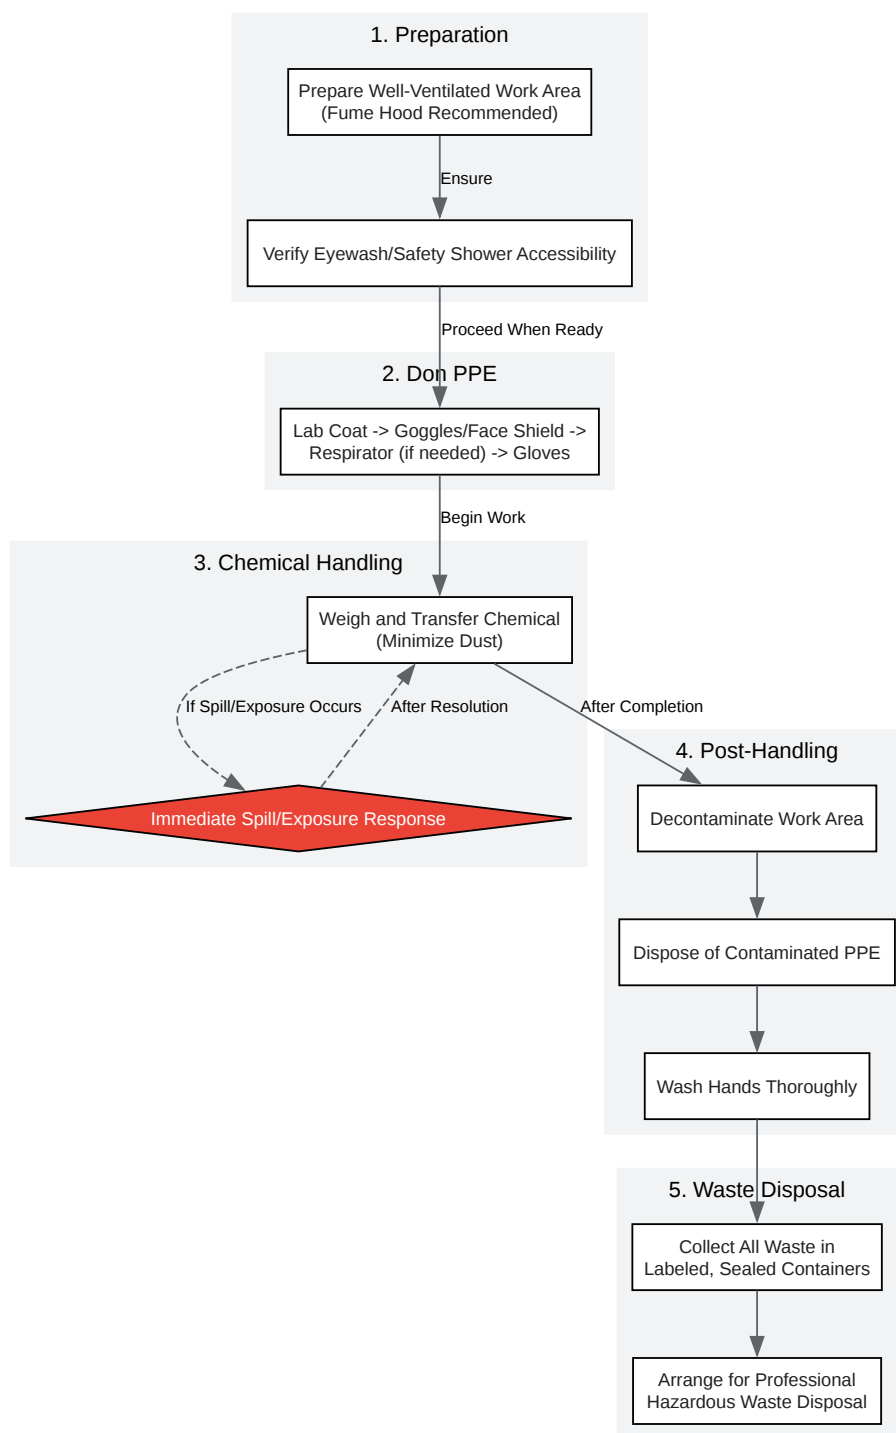 1. Preparation
Prepare Well-Ventilated Work Area
(Fume Hood Recommended)
Ensure
Verify Eyewash/Safety Shower Accessibility
Proceed When Ready
2. Don PPE
Lab Coat -> Goggles/Face Shield ->
Respirator (if needed) -> Gloves
Begin Work
3. Chemical Handling
Weigh and Transfer Chemical
(Minimize Dust)
If Spill/Exposure Occurs
After Resolution
After Completion
Immediate Spill/Exposure Response
4. Post-Handling
Decontaminate Work Area
Dispose of Contaminated PPE
Wash Hands Thoroughly
5. Waste Disposal
Collect All Waste in
Labeled, Sealed Containers
Arrange for Professional
Hazardous Waste Disposal